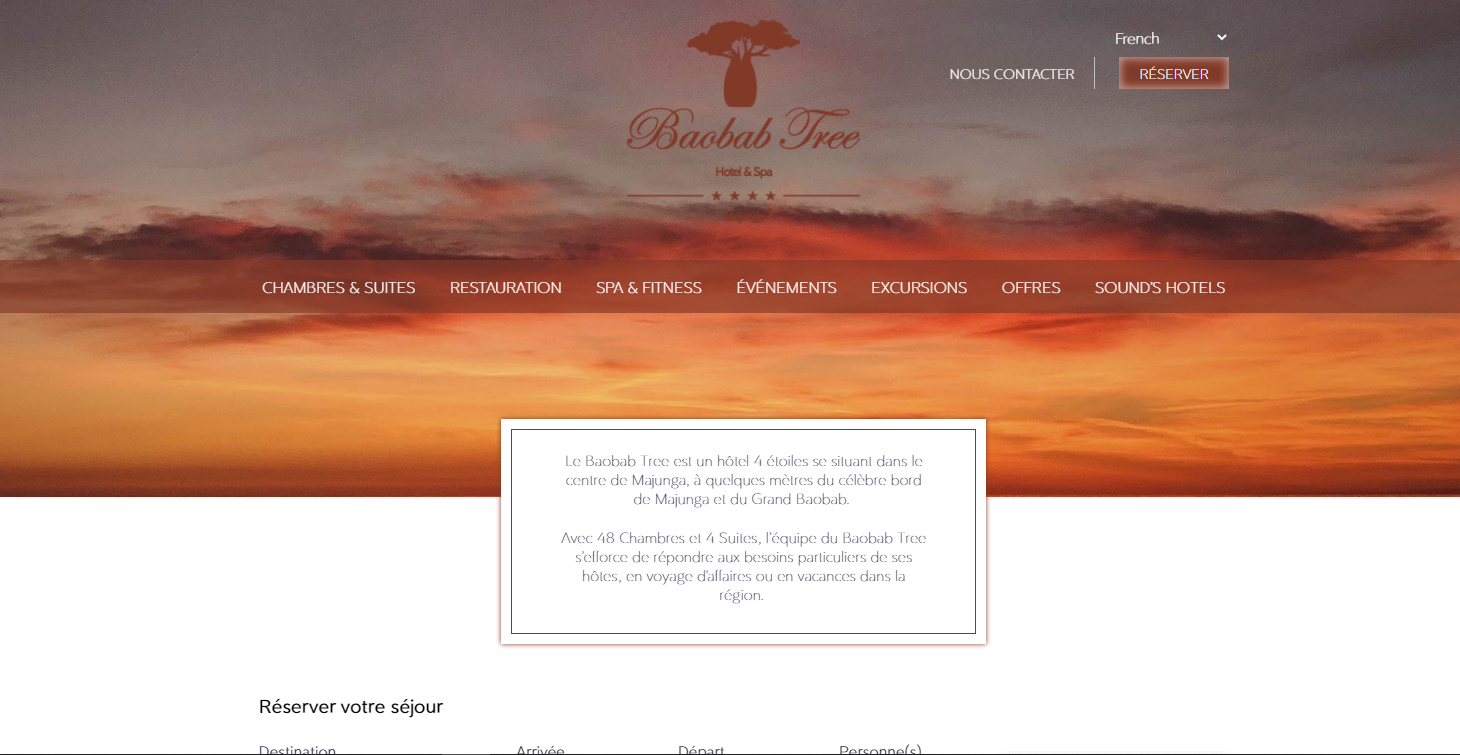 French
NOUS CONTACTER
RÉSERVER
Baobab Tree
Hotel & Spa
CHAMBRES & SUITES RESTAURATION SPA & FITNESS ÉVÉNEMENTS EXCURSIONS OFFRES SOUND'S HOTELS
Le Baobab Tree est un hôtel 4 étoiles se situant dans le
centre de Majunga, à quelques mètres du célèbre bord
de Majunga et du Grand Baobab.
Avec 48 Chambres et 4 Suites, l'équipe du Baobab Tree
s'efforce de répondre aux besoins particuliers de ses
hôtes, en voyage d'affaires ou en vacances dans la
région.
Réserver votre séjour
Destination Arrivée Départ Personne(s)